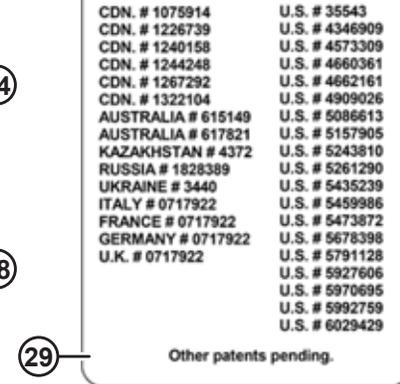 CDN. # 1075914
CDN. # 1226739
CDN. # 1240158
CDN. # 1244248
CDN. # 1267292
CDN. # 1322104
AUSTRALIA # 615149
AUSTRALIA # 617821
KAZAKHSTAN # 4372
RUSSIA # 1828389
UKRAINE # 3440
ITALY # 0717922
FRANCE # 0717922
GERMANY # 0717922
U.K. # 0717922
U.S. # 35543
U.S. # 4346909
U.S. # 4573309
U.S. # 4660361
U.S. # 4662161
U.S. # 4909026
U.S. # 5086613
U.S. # 5157905
U.S. # 5243810
U.S. # 5261290
U.S. # 5435239
U.S. # 5459986
U.S. # 5473872
U.S. # 5678398
U.S. # 5791128
U.S. # 5927606
U.S. # 5970695
U.S. # 5992759
U.S. # 6029429
Other patents pending.
4
8
29